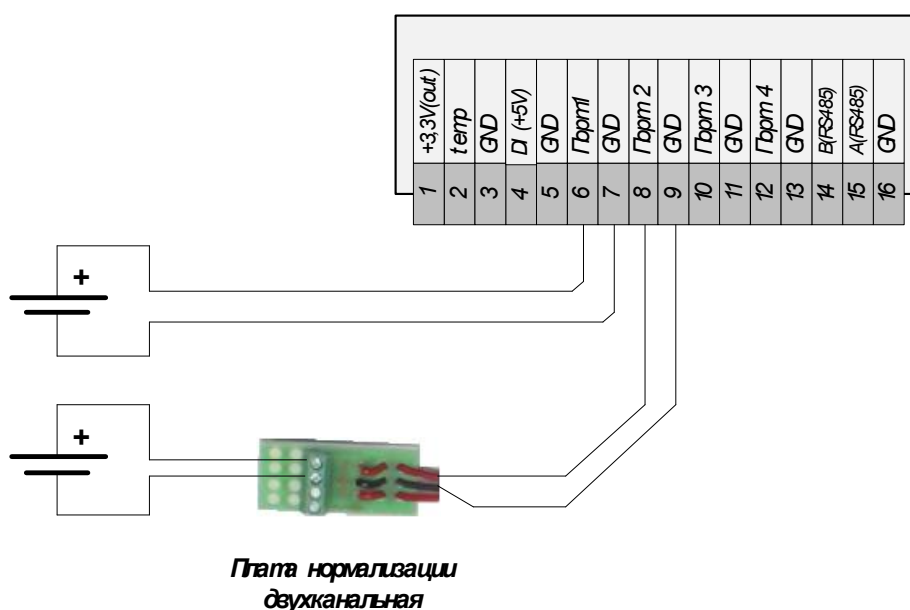 +3,3V(out)
temp
GND
DI (+5V)
GND
Порт1
GND
Порт 2
GND
Порт 3
GND
Порт 4
GND
B(RS485)
A(RS485)
GND
1
2
3
4
5
6
7
8
9
10
11
12
13
14
15
16
+
+
Плата нормализации
двухканальная